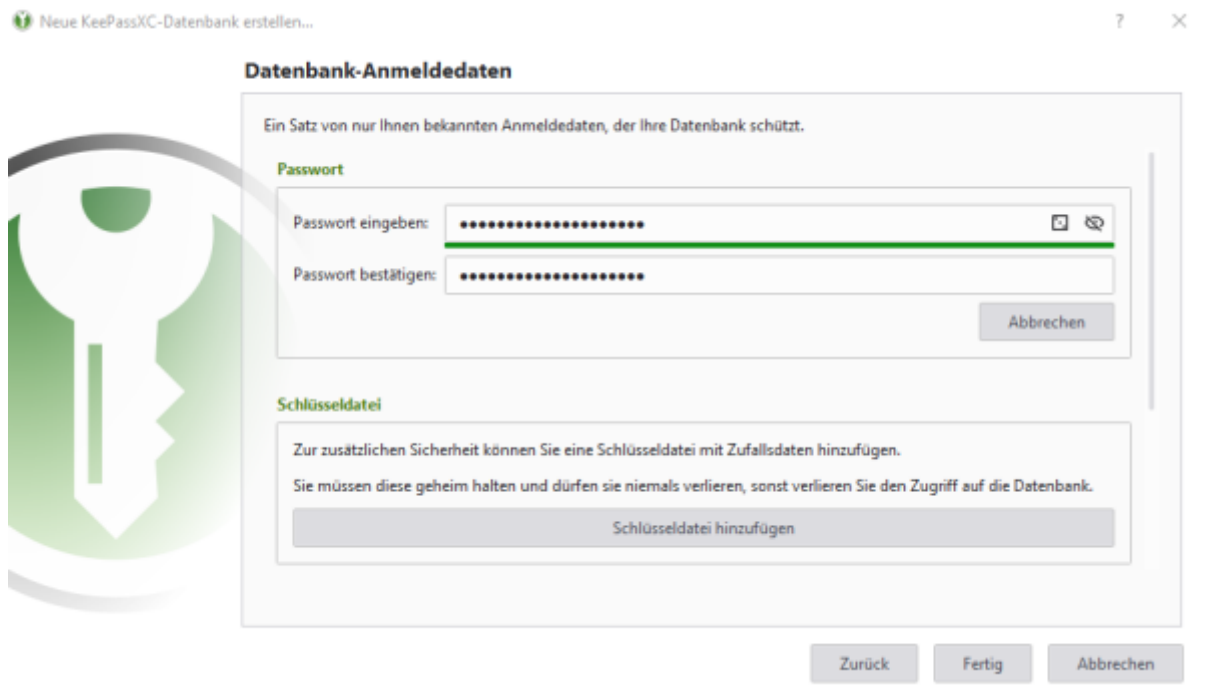 Neue KeePassXC-Datenbank erstellen...
Datenbank-Anmeldedaten
Ein Satz von nur Ihnen bekannten Anmeldedaten, der Ihre Datenbank schützt.
Passwort
Passwort eingeben: ●●●●●●●●●●●●●●●●●●●●
Passwort bestätigen: ●●●●●●●●●●●●●●●●●●●●
Abbrechen
Schlüsseldatei
Zur zusätzlichen Sicherheit können Sie eine Schlüsseldatei mit Zufallsdaten hinzufügen.
Sie müssen diese geheim halten und dürfen sie niemals verlieren, sonst verlieren Sie den Zugriff auf die Datenbank.
Schlüsseldatei hinzufügen
Zurück Fertig Abbrechen